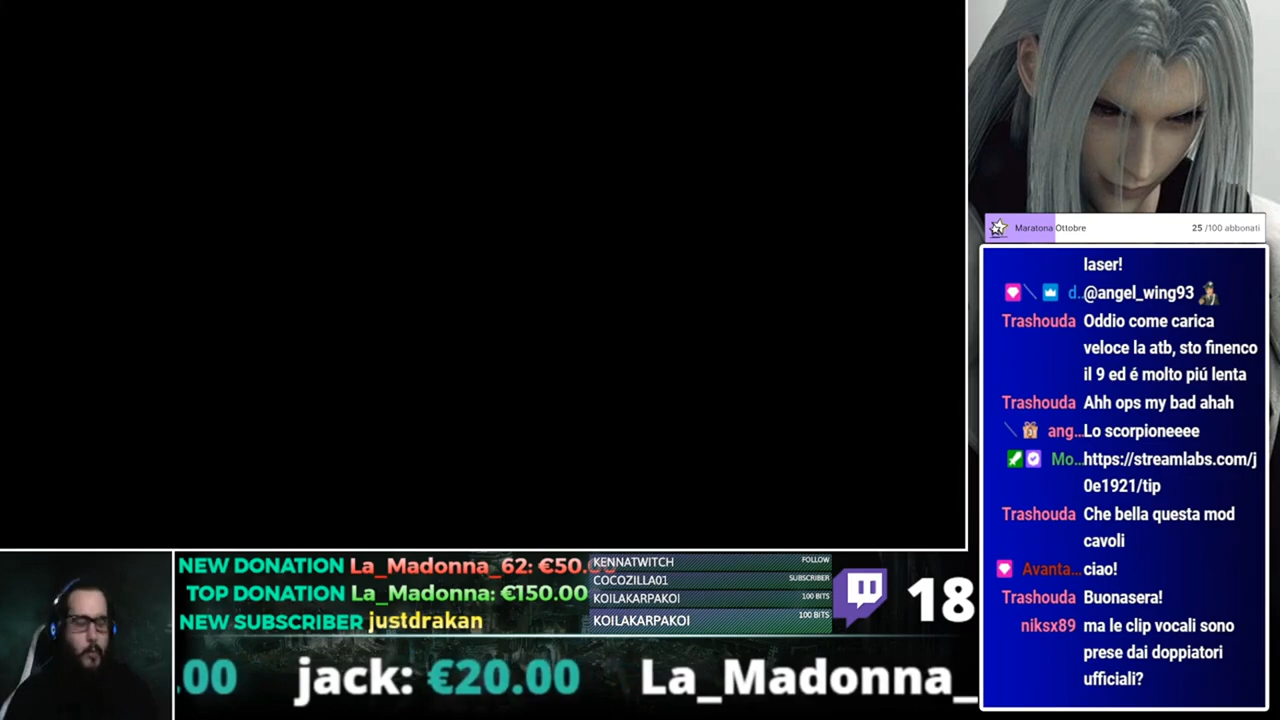 Maratona Ottobre 25 /100 abbonati
laser!
d.. @angel_wing93
Trashouda Oddio come carica
veloce la atb, sto finenco
il 9 ed é molto piú lenta
Trashouda Ahh ops my bad ahah
ang... Lo scorpioneeee
Mo... https://streamlabs.com/j
0e1921/tip
Trashouda Che bella questa mod
cavoli
Avanta... ciao!
Trashouda Buonasera!
niksx89 ma le clip vocali sono
prese dai doppiatori
ufficiali?
NEW DONATION La_Madonna_62: €50.00
TOP DONATION La_Madonna: €150.00
NEW SUBSCRIBER justdrakan
KENNATWITCH FOLLOW
COCOZILLA01 SUBSCRIBER
KOILAKARPAKOI 100 BITS
KOILAKARPAKOI 100 BITS
18
.00 jack: €20.00 La_Madonna_